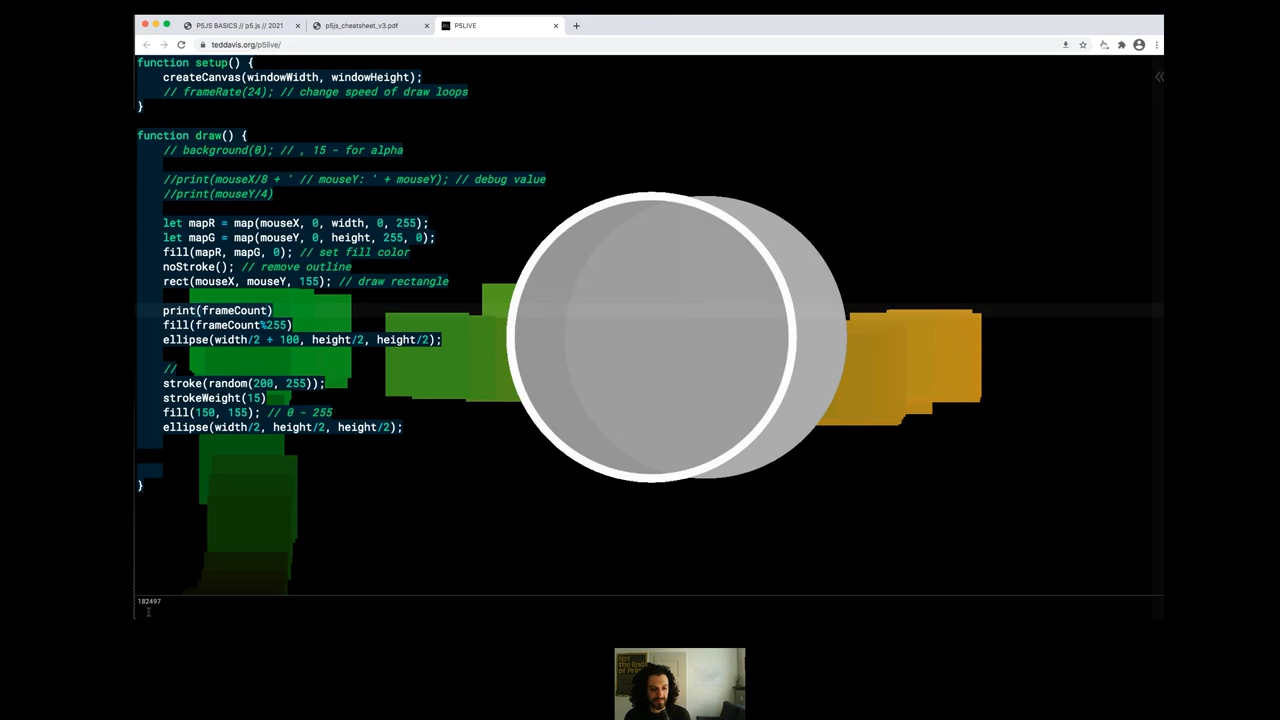 P5JS BASICS // p5.js // 2021
p5js_cheatsheet_v3.pdf
P5LIVE
teddavis.org/p5live/
function setup() {
createCanvas(windowWidth, windowHeight);
// frameRate(24); // change speed of draw loops
}
function draw() {
// background(0); // , 15 - for alpha
//print(mouseX/8 + ' // mouseY: ' + mouseY); // debug value
//print(mouseY/4)
let mapR = map(mouseX, 0, width, 0, 255);
let mapG = map(mouseY, 0, height, 255, 0);
fill(mapR, mapG, 0); // set fill color
noStroke(); // remove outline
rect(mouseX, mouseY, 155); // draw rectangle
print(frameCount)
fill(frameCount%255)
ellipse(width/2 + 100, height/2, height/2);
//
stroke(random(200, 255));
strokeWeight(15)
fill(150, 155); // 0 - 255
ellipse(width/2, height/2, height/2);
}
182497
Not
the End
of Print